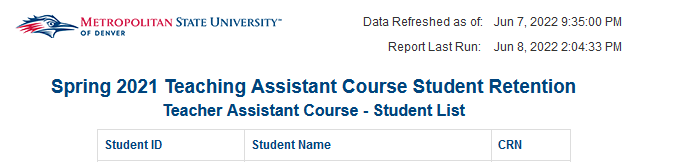 METROPOLITAN STATE UNIVERSITY™
OF DENVER
Data Refreshed as of: Jun 7, 2022 9:35:00 PM
Report Last Run: Jun 8, 2022 2:04:33 PM
Spring 2021 Teaching Assistant Course Student Retention
Teacher Assistant Course - Student List
Student ID Student Name CRN